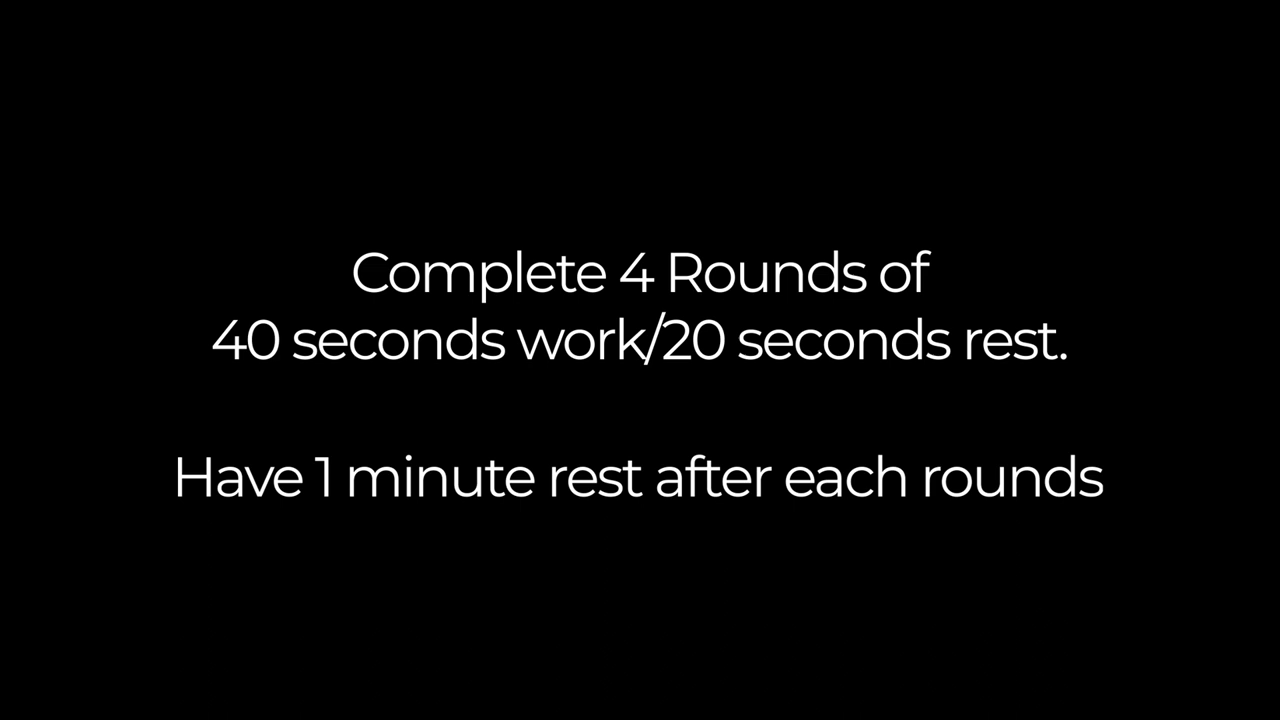 Complete 4 Rounds of
40 seconds work/20 seconds rest.
Have 1 minute rest after each rounds